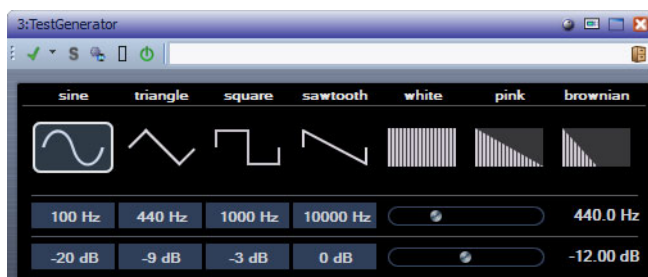 3:TestGenerator
S
sine triangle square sawtooth white pink brownian
100 Hz 440 Hz 1000 Hz 10000 Hz 440.0 Hz
-20 dB -9 dB -3 dB 0 dB -12.00 dB